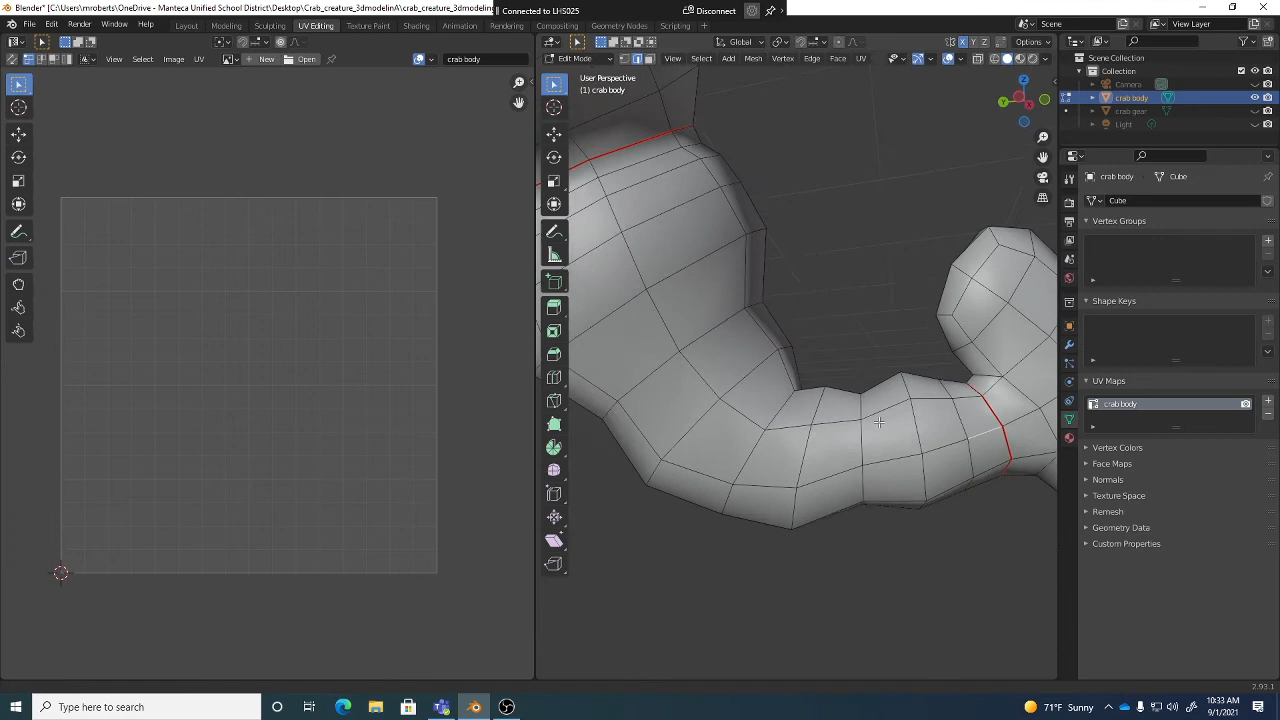 Blender* [C:\Users\mroberts\OneDrive - Manteca Unified School District\Desktop\Crab_creature_3dmodelinA\crab_creature_3dmodelin
Connected to LHS025
Disconnect
File Edit Render Window Help Layout Modeling Sculpting UV Editing Texture Paint Shading Animation Rendering Compositing Geometry Nodes Scripting +
Scene
View Layer
Global
Options
View Select Image UV
New
Open
crab body
Edit Mode
View Select Add Mesh Vertex Edge Face UV
User Perspective
(1) crab body
X Y Z
Z
Y
X
Scene Collection
Collection
Camera
crab body
crab gear
Light
crab body
Cube
Cube
Vertex Groups
Shape Keys
UV Maps
crab body
Vertex Colors
Face Maps
Normals
Texture Space
Remesh
Geometry Data
Custom Properties
2.93.1
Type here to search
71°F Sunny
10:33 AM
9/1/2021